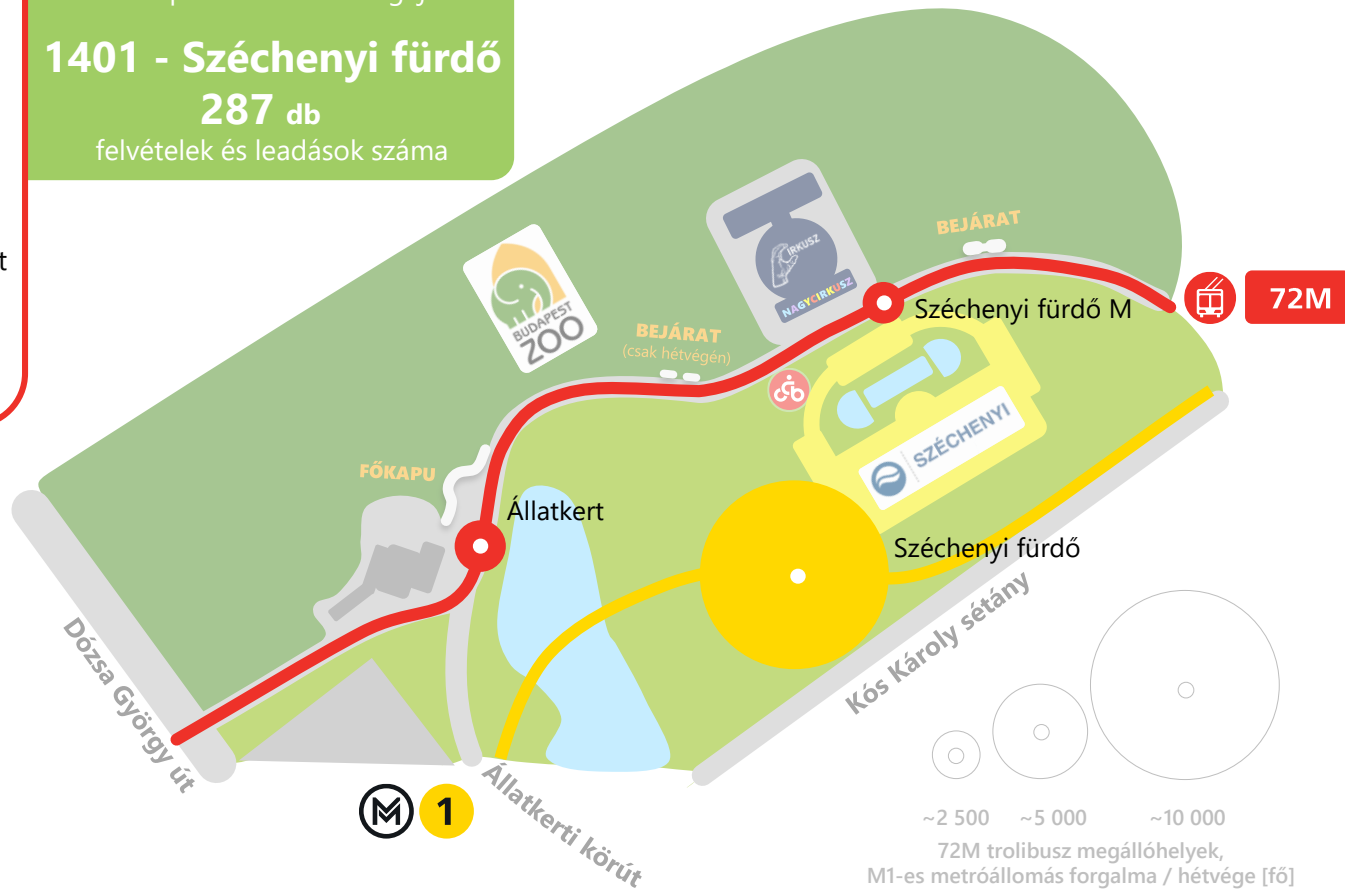 1401 - Széchenyi fürdő
287 db
felvételek és leadások száma
t
BUDAPEST
ZOO
IRKUSZ
NAGYCIRKUSZ
BEJÁRAT
72M
Széchenyi fürdő M
BEJÁRAT
(csak hétvégén)
SZÉCHENYI
FŐKAPU
Állatkert
Széchenyi fürdő
Dózsa György út
Kós Károly sétány
M 1
Állatkerti körút
~2 500 ~5 000 ~10 000
72M trolibusz megállóhelyek,
M1-es metróállomás forgalma / hétvége [fő]